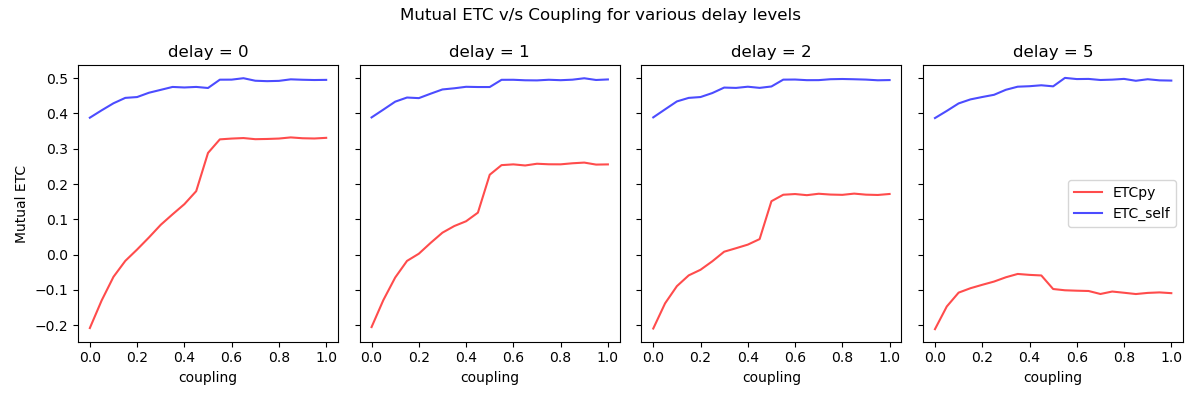 Mutual ETC v/s Coupling for various delay levels
delay = 0
delay = 1
delay = 2
delay = 5
Mutual ETC
0.5
0.4
0.3
0.2
0.1
0.0
−0.1
−0.2
ETCpy
ETC_self
0.0 0.2 0.4 0.6 0.8 1.0
0.0 0.2 0.4 0.6 0.8 1.0
0.0 0.2 0.4 0.6 0.8 1.0
0.0 0.2 0.4 0.6 0.8 1.0
coupling
coupling
coupling
coupling